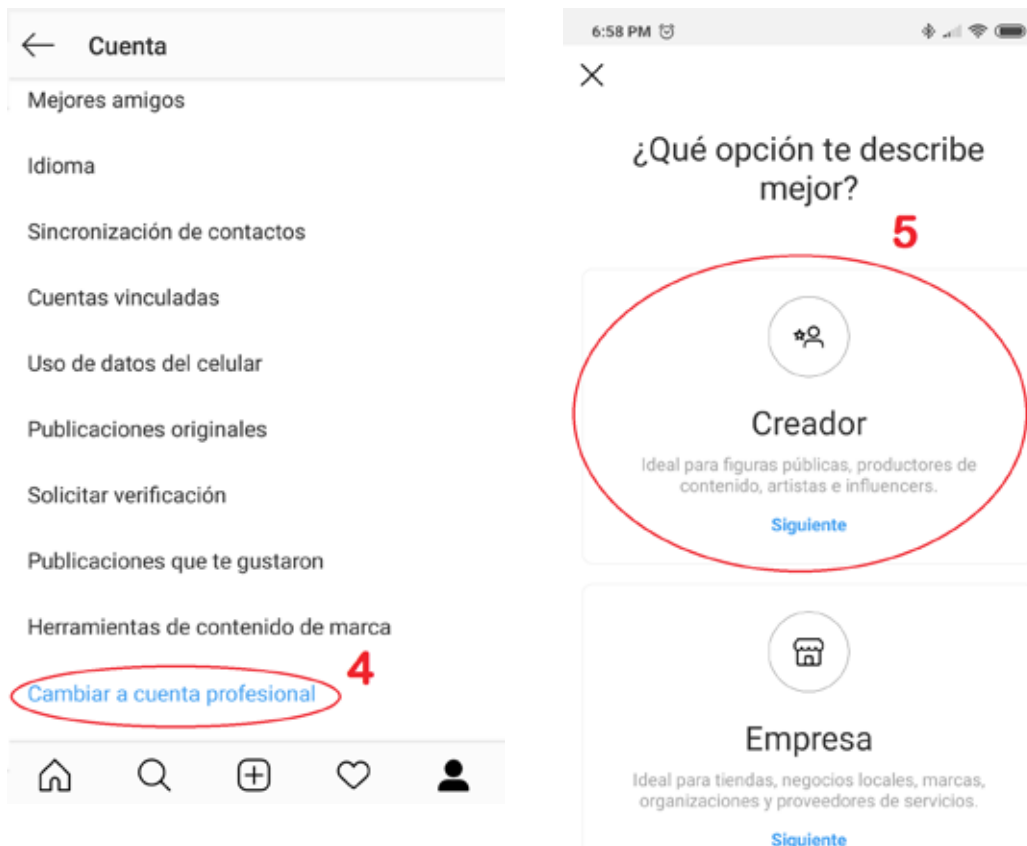 Cuenta
Mejores amigos
Idioma
Sincronización de contactos
Cuentas vinculadas
Uso de datos del celular
Publicaciones originales
Solicitar verificación
Publicaciones que te gustaron
Herramientas de contenido de marca
4
Cambiar a cuenta profesional
6:58 PM
¿Qué opción te describe
mejor?
5
Creador
Ideal para figuras públicas, productores de
contenido, artistas e influencers.
Siguiente
Empresa
Ideal para tiendas, negocios locales, marcas,
organizaciones y proveedores de servicios.
Siguiente